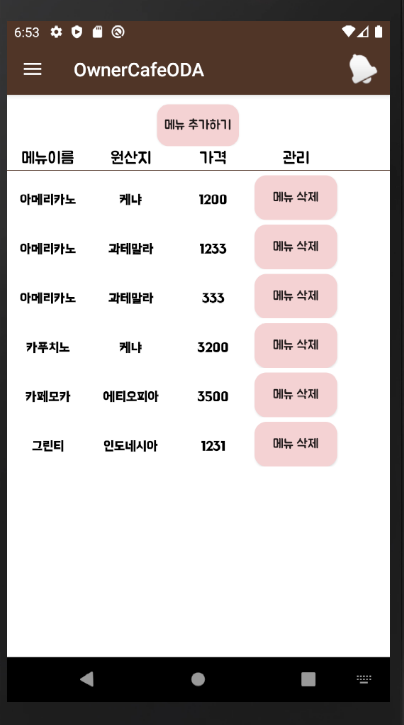 6:53
OwnerCafeODA
메뉴 추가하기
메뉴이름 원산지 가격 관리
아메리카노 케냐 1200 메뉴 삭제
아메리카노 과테말라 1233 메뉴 삭제
아메리카노 과테말라 333 메뉴 삭제
카푸치노 케냐 3200 메뉴 삭제
카페모카 에티오피아 3500 메뉴 삭제
그린티 인도네시아 1231 메뉴 삭제